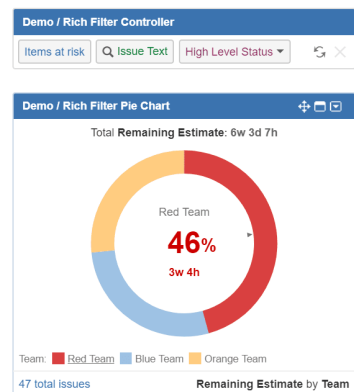 Demo / Rich Filter Controller
Items at risk Issue Text High Level Status
Demo / Rich Filter Pie Chart
Total Remaining Estimate: 6w 3d 7h
Red Team
46%
3w 4h
Team: Red Team Blue Team Orange Team
47 total issues Remaining Estimate by Team